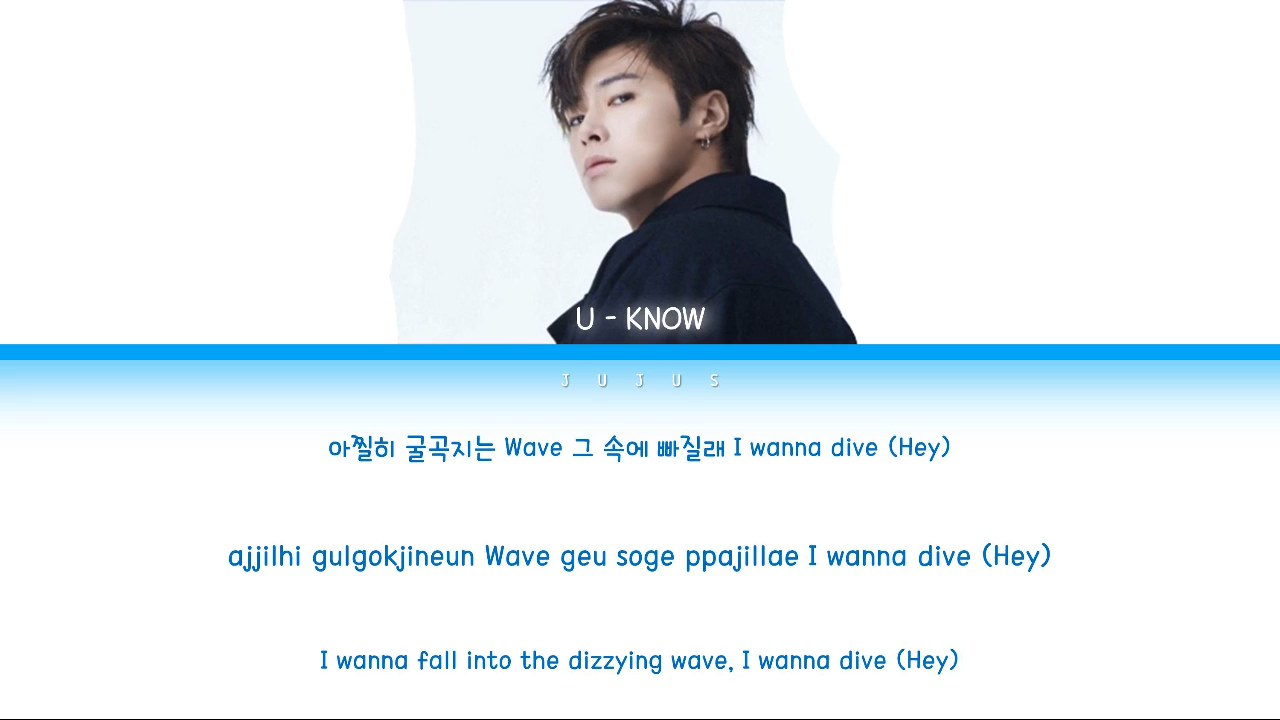 U - KNOW
J U J U S
아찔히 굴곡지는 Wave 그 속에 빠질래 I wanna dive (Hey)
ajjilhi gulgokjineun Wave geu soge ppajillae I wanna dive (Hey)
I wanna fall into the dizzying wave, I wanna dive (Hey)